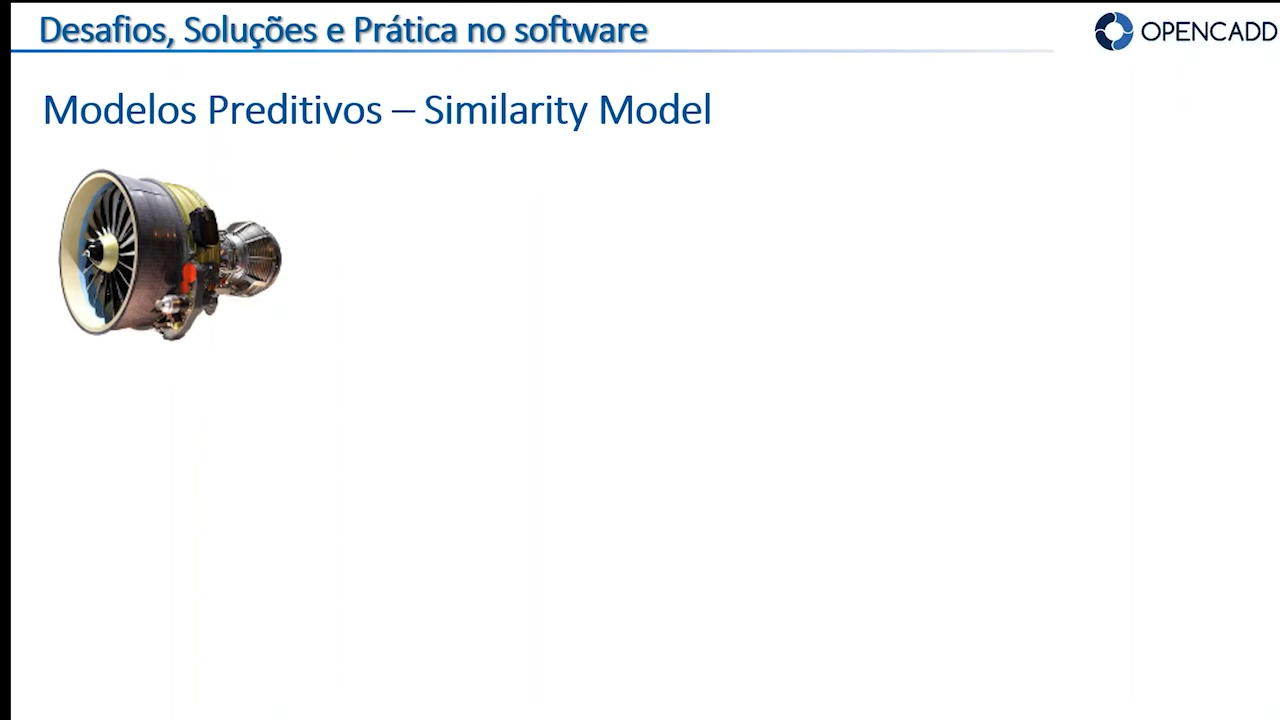 Desafios, Soluções e Prática no software
OPENCADD
Modelos Preditivos – Similarity Model